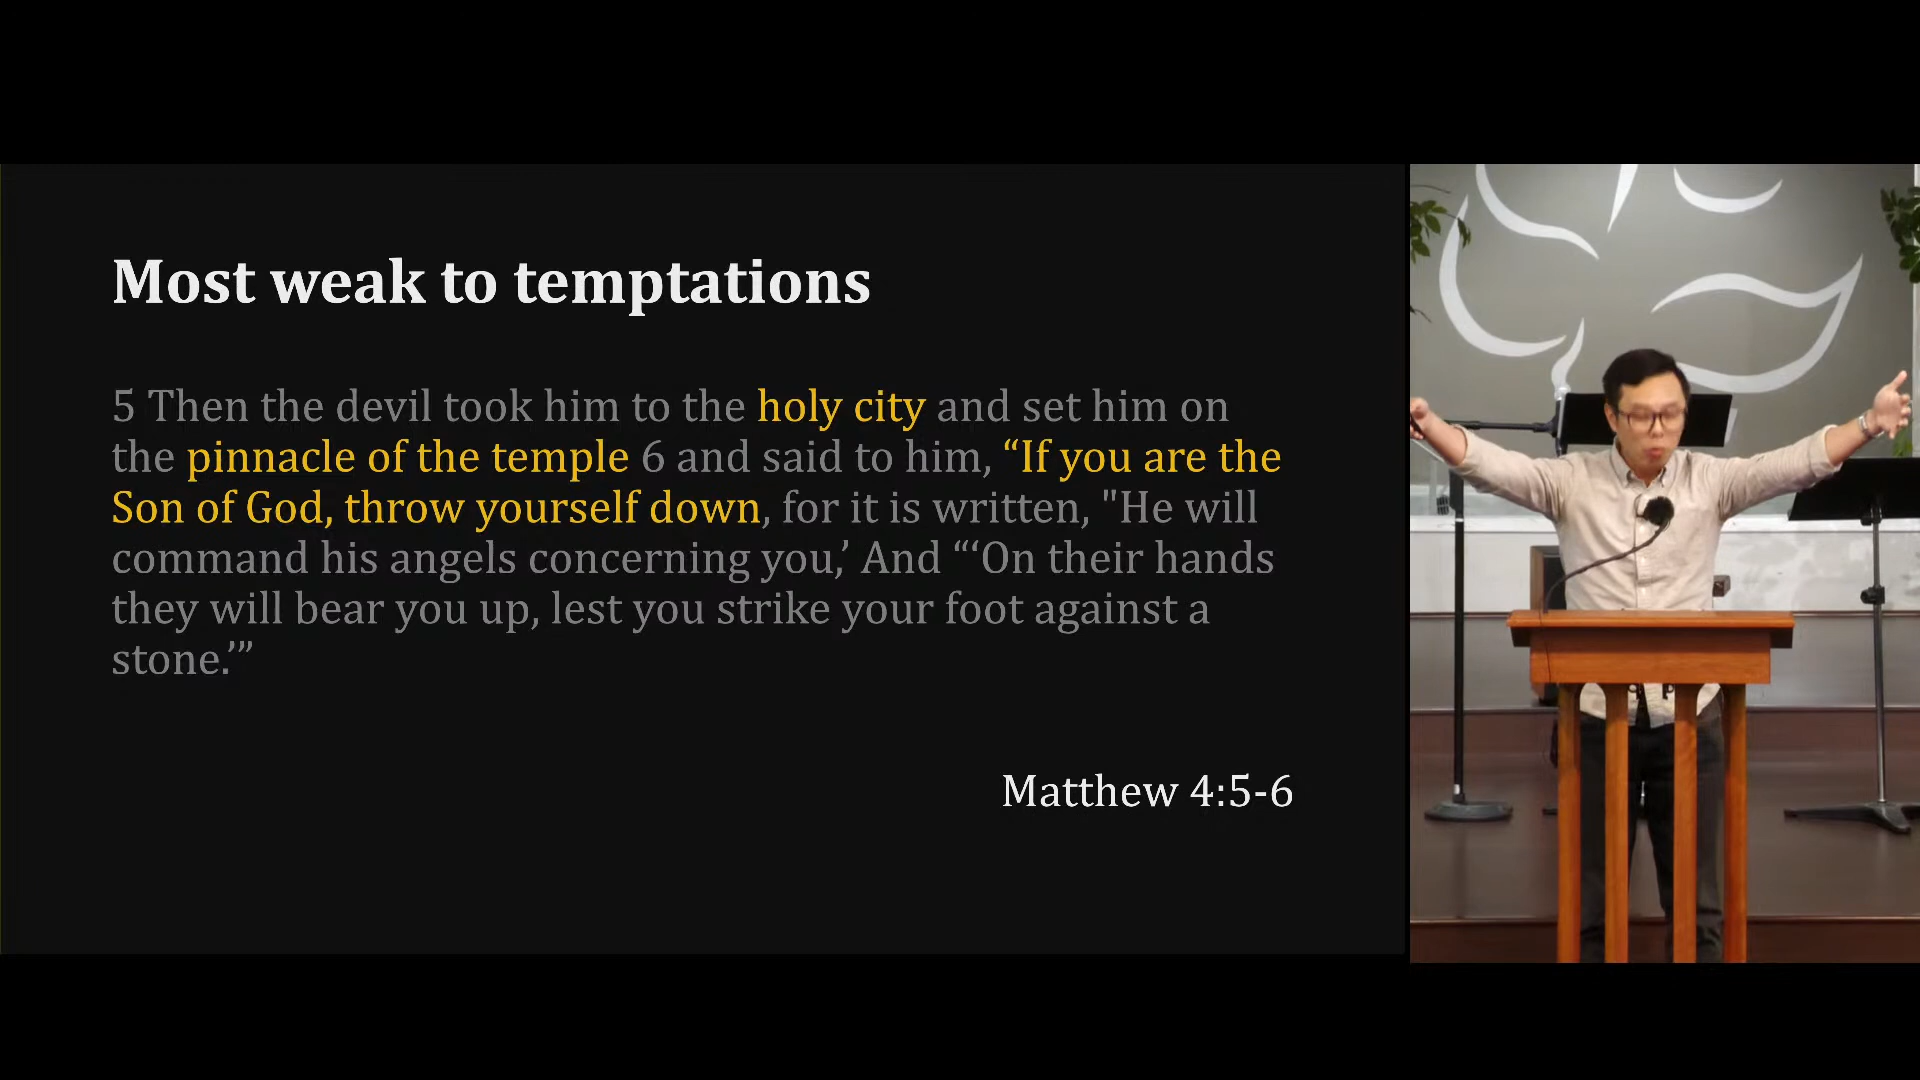 Most weak to temptations
5 Then the devil took him to the holy city and set him on
the pinnacle of the temple 6 and said to him, “If you are the
Son of God, throw yourself down, for it is written, "He will
command his angels concerning you,’ And “‘On their hands
they will bear you up, lest you strike your foot against a
stone.’”
Matthew 4:5-6